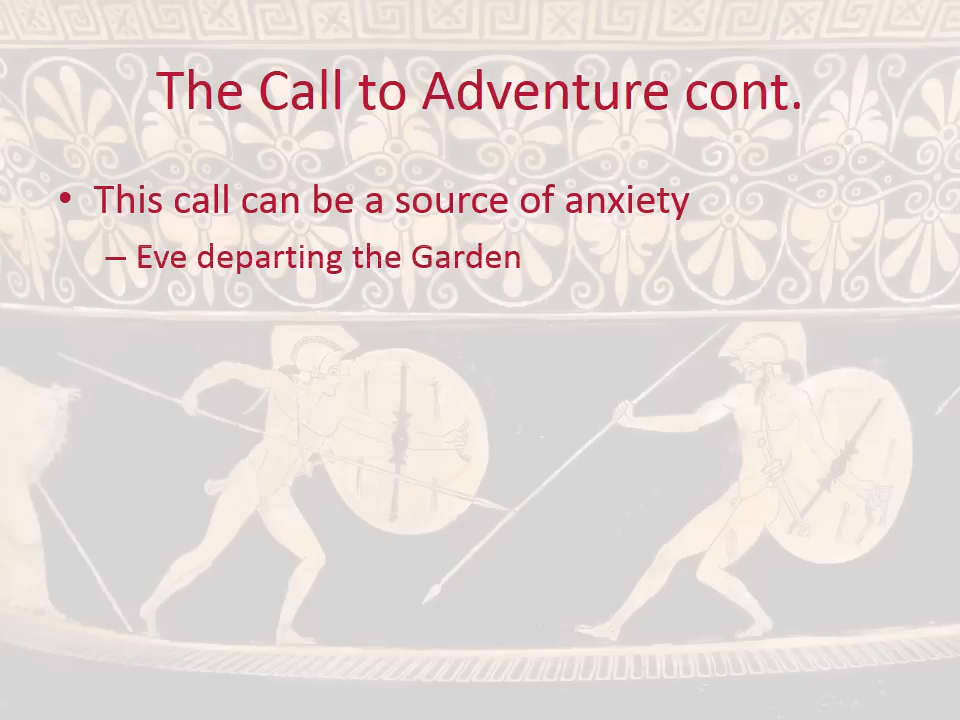 The Call to Adventure cont.
• This call can be a source of anxiety
– Eve departing the Garden